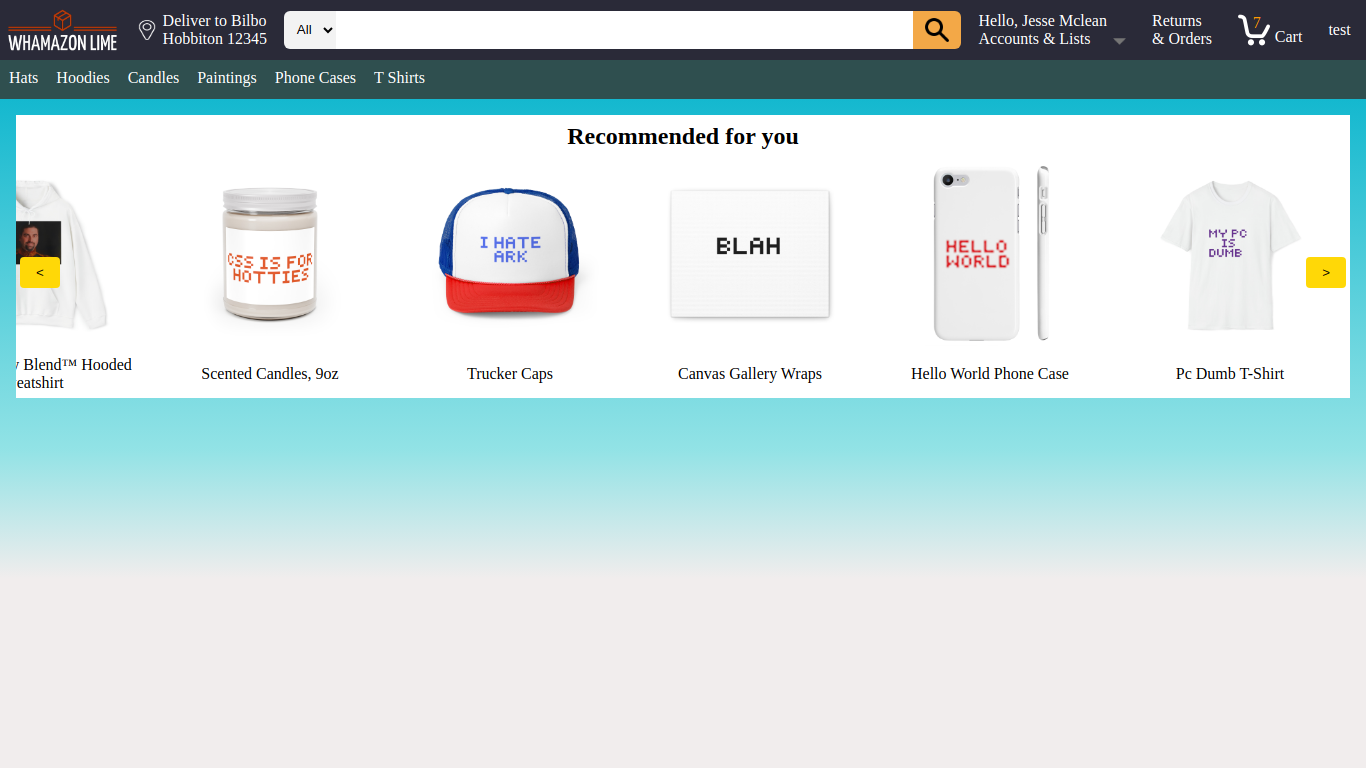 WHAMAZON LIME
Deliver to Bilbo
Hobbiton 12345
All
Hello, Jesse Mclean
Accounts & Lists
Returns
& Orders
7
Cart
test
Hats
Hoodies
Candles
Paintings
Phone Cases
T Shirts
Recommended for you
CSS IS FOR
HOTTIES
I HATE
ARK
BLAH
HELLO
WORLD
MY PC
IS
DUMB
<
>
y Blend™ Hooded
eatshirt
Scented Candles, 9oz
Trucker Caps
Canvas Gallery Wraps
Hello World Phone Case
Pc Dumb T-Shirt